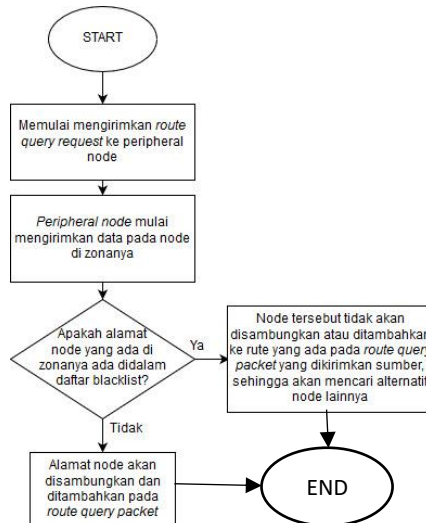 START
Memulai mengirimkan route
query request ke peripheral
node
Peripheral node mulai
mengirimkan data pada node
di zonanya
Apakah alamat
node yang ada di
zonanya ada didalam
daftar blacklist?
Ya
Node tersebut tidak akan
disambungkan atau ditambahkan
ke rute yang ada pada route query
packet yang dikirimkan sumber,
sehingga akan mencari alternatif
node lainnya
Tidak
Alamat node akan
disambungkan dan
ditambahkan pada
route query packet
END